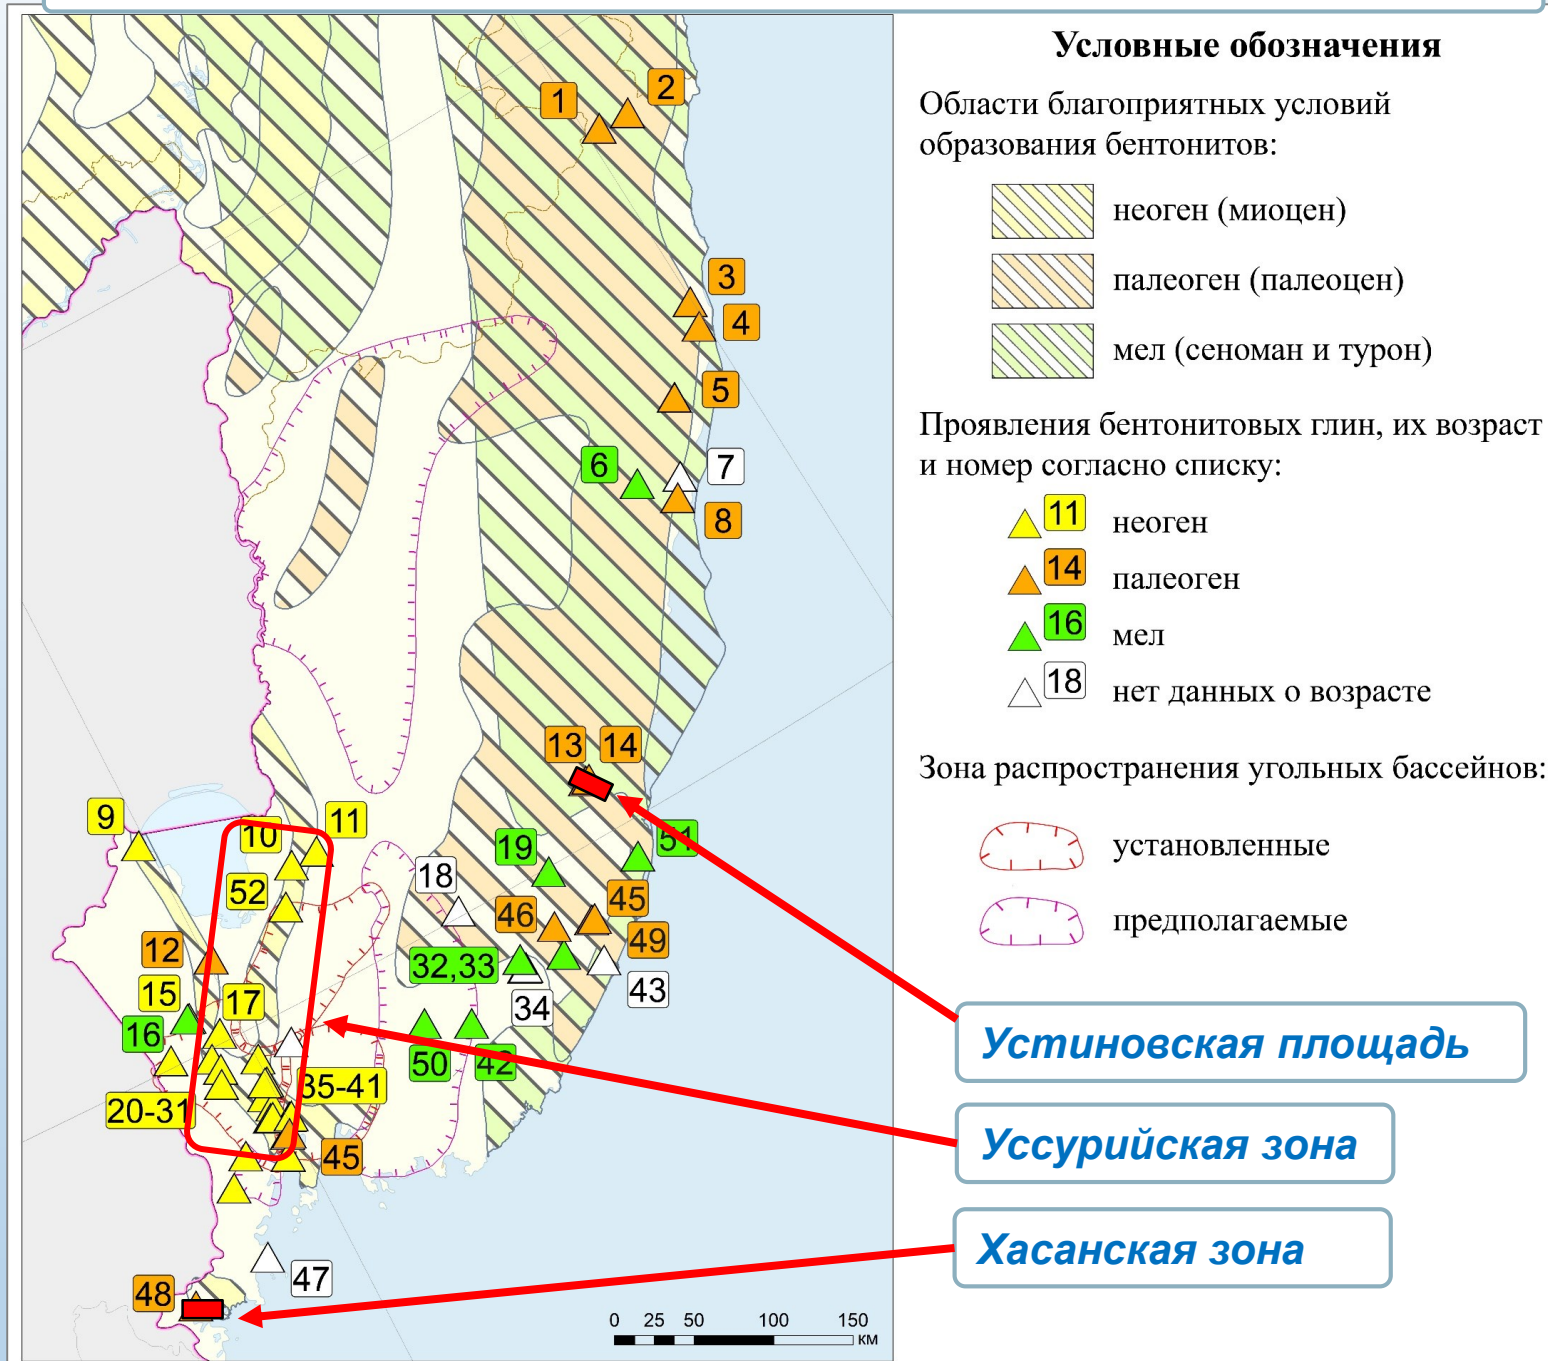 1
2
3
4
5
6
7
8
9
10
11
52
12
15
16
17
20-31
35-41
45
13
14
51
19
18
46
45
49
32,33
34
43
50
42
47
48
0 25 50 100 150
км
Условные обозначения
Области благоприятных условий
образования бентонитов:
неоген (миоцен)
палеоген (палеоцен)
мел (сеноман и турон)
Проявления бентонитовых глин, их возраст
и номер согласно списку:
11 неоген
14 палеоген
16 мел
18 нет данных о возрасте
Зона распространения угольных бассейнов:
установленные
предполагаемые
Устиновская площадь
Уссурийская зона
Хасанская зона